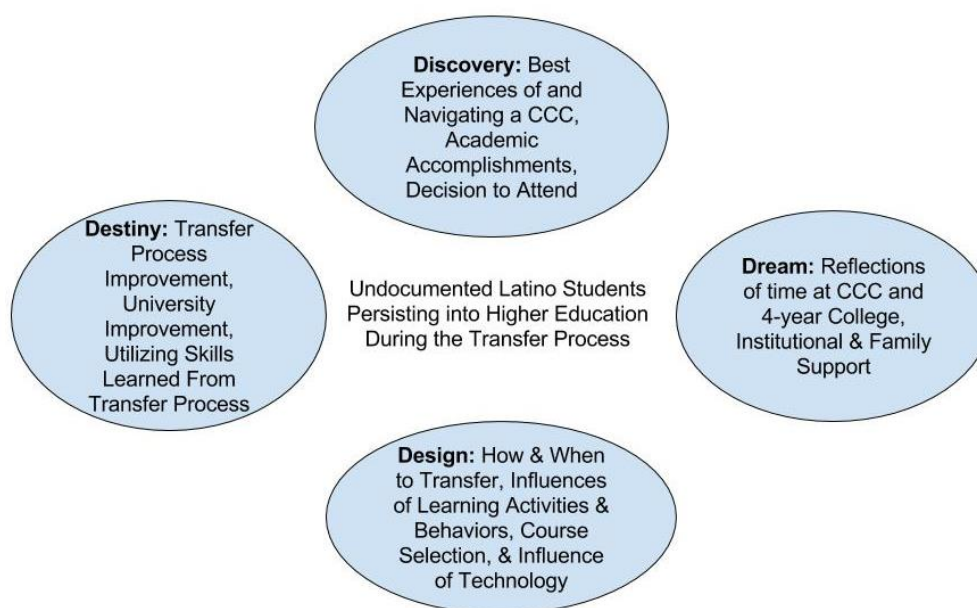 Discovery: Best
Experiences of and
Navigating a CCC,
Academic
Accomplishments,
Decision to Attend
Destiny: Transfer
Process
Improvement,
University
Improvement,
Utilizing Skills
Learned From
Transfer Process
Undocumented Latino Students
Persisting into Higher Education
During the Transfer Process
Dream: Reflections
of time at CCC and
4-year College,
Institutional & Family
Support
Design: How & When
to Transfer, Influences
of Learning Activities &
Behaviors, Course
Selection, & Influence
of Technology